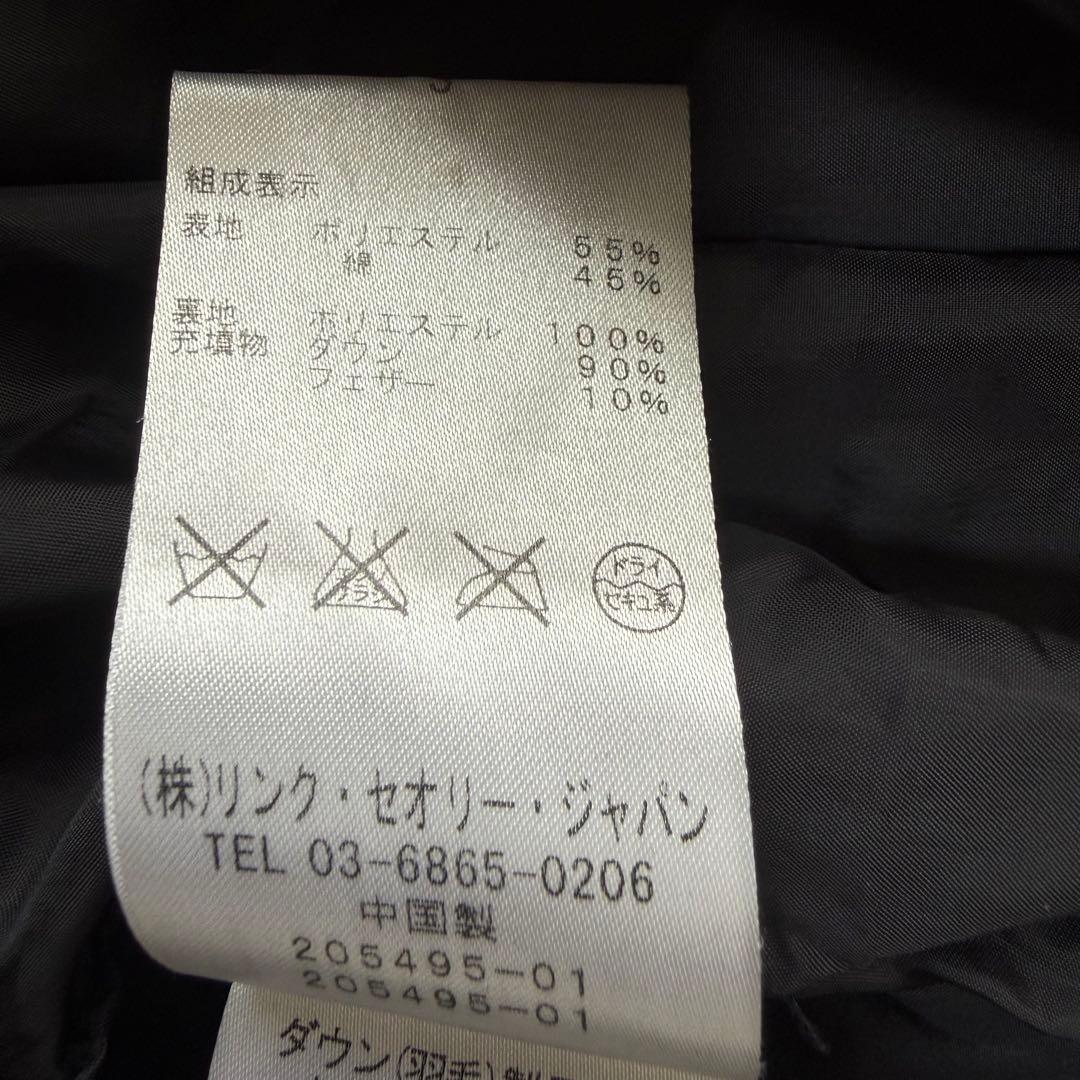 組成表示
表地 ポリエステル 55%
綿 45%
裏地 ポリエステル 100%
充填物 ダウン 90%
フェザー 10%
ドライ
セキユ系
(株)リンク・セオリー・ジャパン
TEL 03-6865-0206
中国製
205495-01
205495-01
ダウン(羽毛)製